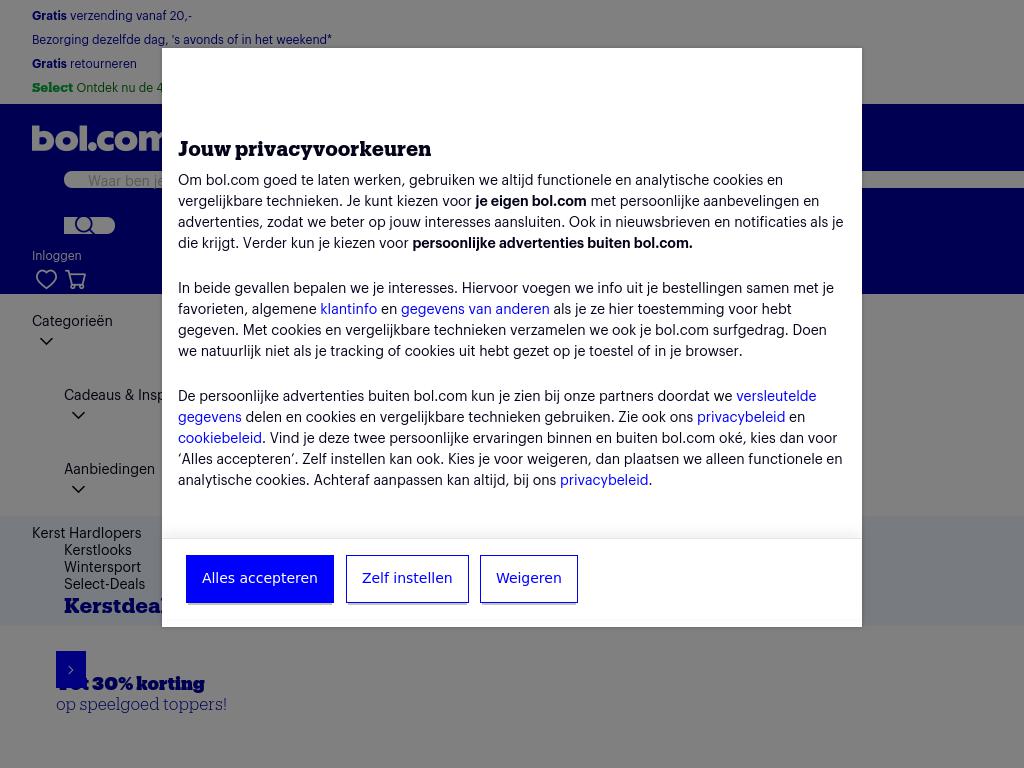 Gratis verzending vanaf 20,-
Bezorging dezelfde dag, 's avonds of in het weekend*
Gratis retourneren
Select Ontdek nu de 4
bol.com
Waar ben je
Inloggen
Categorieën
Cadeaus & Insp
Aanbiedingen
Kerst Hardlopers
Kerstlooks
Wintersport
Select-Deals
Kerstdeal
Jouw privacyvoorkeuren
Om bol.com goed te laten werken, gebruiken we altijd functionele en analytische cookies en
vergelijkbare technieken. Je kunt kiezen voor je eigen bol.com met persoonlijke aanbevelingen en
advertenties, zodat we beter op jouw interesses aansluiten. Ook in nieuwsbrieven en notificaties als je
die krijgt. Verder kun je kiezen voor persoonlijke advertenties buiten bol.com.
In beide gevallen bepalen we je interesses. Hiervoor voegen we info uit je bestellingen samen met je
favorieten, algemene klantinfo en gegevens van anderen als je ze hier toestemming voor hebt
gegeven. Met cookies en vergelijkbare technieken verzamelen we ook je bol.com surfgedrag. Doen
we natuurlijk niet als je tracking of cookies uit hebt gezet op je toestel of in je browser.
De persoonlijke advertenties buiten bol.com kun je zien bij onze partners doordat we versleutelde
gegevens delen en cookies en vergelijkbare technieken gebruiken. Zie ook ons privacybeleid en
cookiebeleid. Vind je deze twee persoonlijke ervaringen binnen en buiten bol.com oké, kies dan voor
‘Alles accepteren’. Zelf instellen kan ook. Kies je voor weigeren, dan plaatsen we alleen functionele en
analytische cookies. Achteraf aanpassen kan altijd, bij ons privacybeleid.
Alles accepteren
Zelf instellen
Weigeren
Tot 30% korting
op speelgoed toppers!